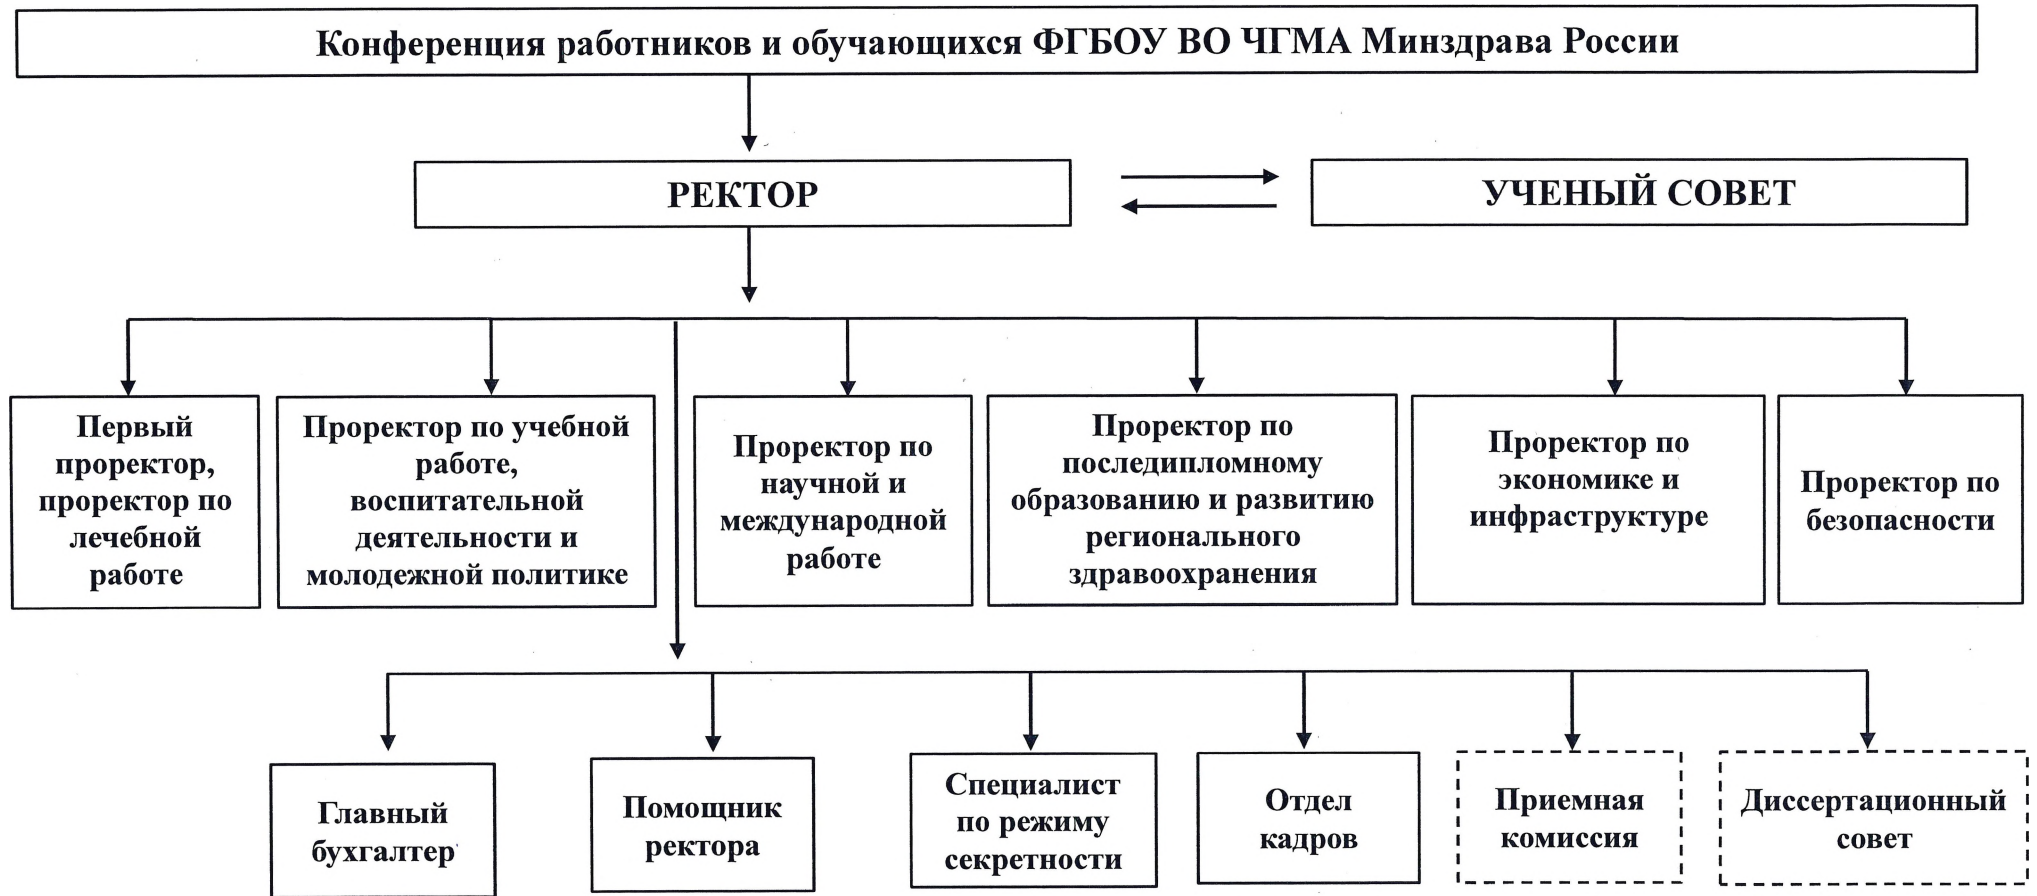 Конференция работников и обучающихся ФГБОУ ВО ЧГМА Минздрава России
РЕКТОР
УЧЕНЫЙ СОВЕТ
Первый
проректор,
проректор по
лечебной
работе
Проректор по учебной
работе,
воспитательной
деятельности и
молодежной политике
Проректор по
научной и
международной
работе
Проректор по
последипломному
образованию и развитию
регионального
здравоохранения
Проректор по
экономике и
инфраструктуре
Проректор по
безопасности
Главный
бухгалтер
Помощник
ректора
Специалист
по режиму
секретности
Отдел
кадров
Приемная
комиссия
Диссертационный
совет